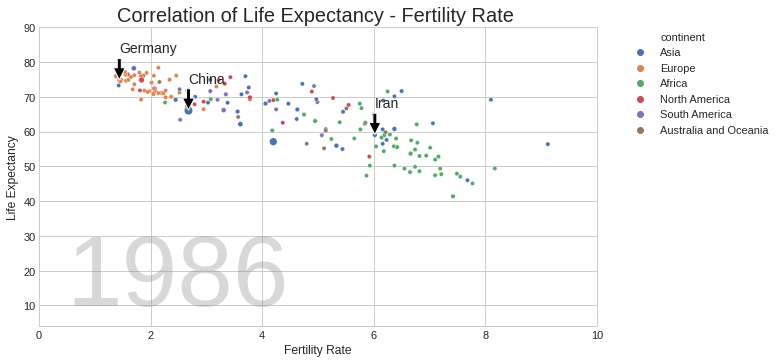 Correlation of Life Expectancy - Fertility Rate
90
80
70
60
50
40
30
20
10
Life Expectancy
Germany
China
Iran
1986
0
2
4
6
8
10
Fertility Rate
continent
Asia
Europe
Africa
North America
South America
Australia and Oceania